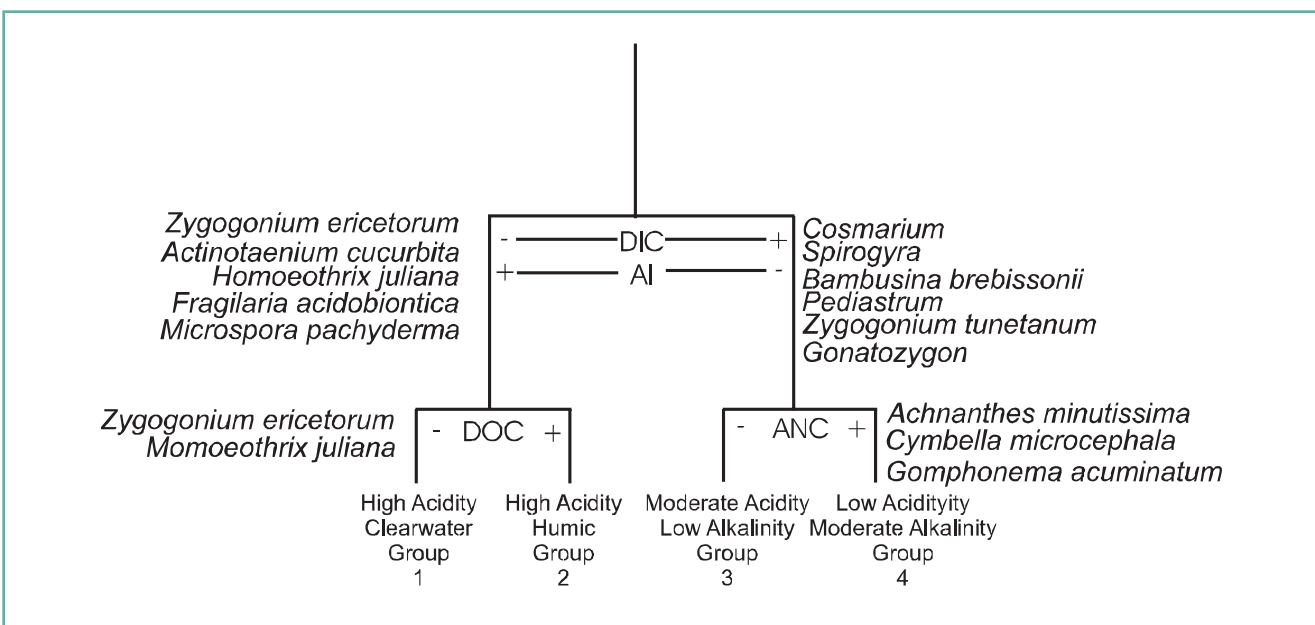 Zygogonium ericetorum
Actinotaenium cucurbita
Homoeothrix juliana
Fragilaria acidobiontica
Microspora pachyderma
- DIC +
+ Al -
Cosmarium
Spirogyra
Bambusina brebissonii
Pediastrum
Zygogonium tunetanum
Gonatozygon
Zygogonium ericetorum
Momoeothrix juliana
- DOC +
- ANC +
Achnanthes minutissima
Cymbella microcephala
Gomphonema acuminatum
High Acidity
Clearwater
Group
1
High Acidity
Humic
Group
2
Moderate Acidity
Low Alkalinity
Group
3
Low Acidityity
Moderate Alkalinity
Group
4